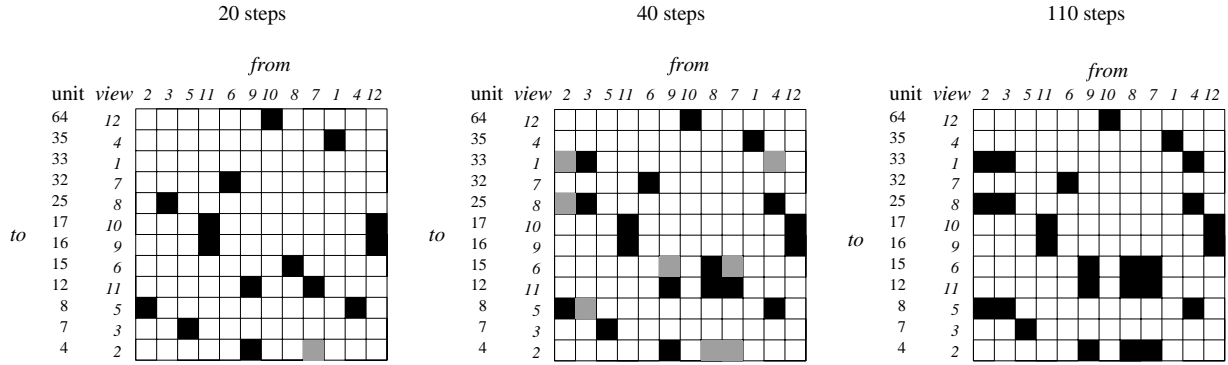 20 steps 40 steps 110 steps
from from from
unit view 2 3 5 11 6 9 10 8 7 1 4 12 unit view 2 3 5 11 6 9 10 8 7 1 4 12 unit view 2 3 5 11 6 9 10 8 7 1 4 12
64 12 64 12 64 12
35 4 35 4 35 4
33 1 33 1 33 1
32 7 32 7 32 7
25 8 25 8 25 8
17 10 17 10 17 10
to 16 9 to 16 9 to 16 9
15 6 15 6 15 6
12 11 12 11 12 11
8 5 8 5 8 5
7 3 7 3 7 3
4 2 4 2 4 2